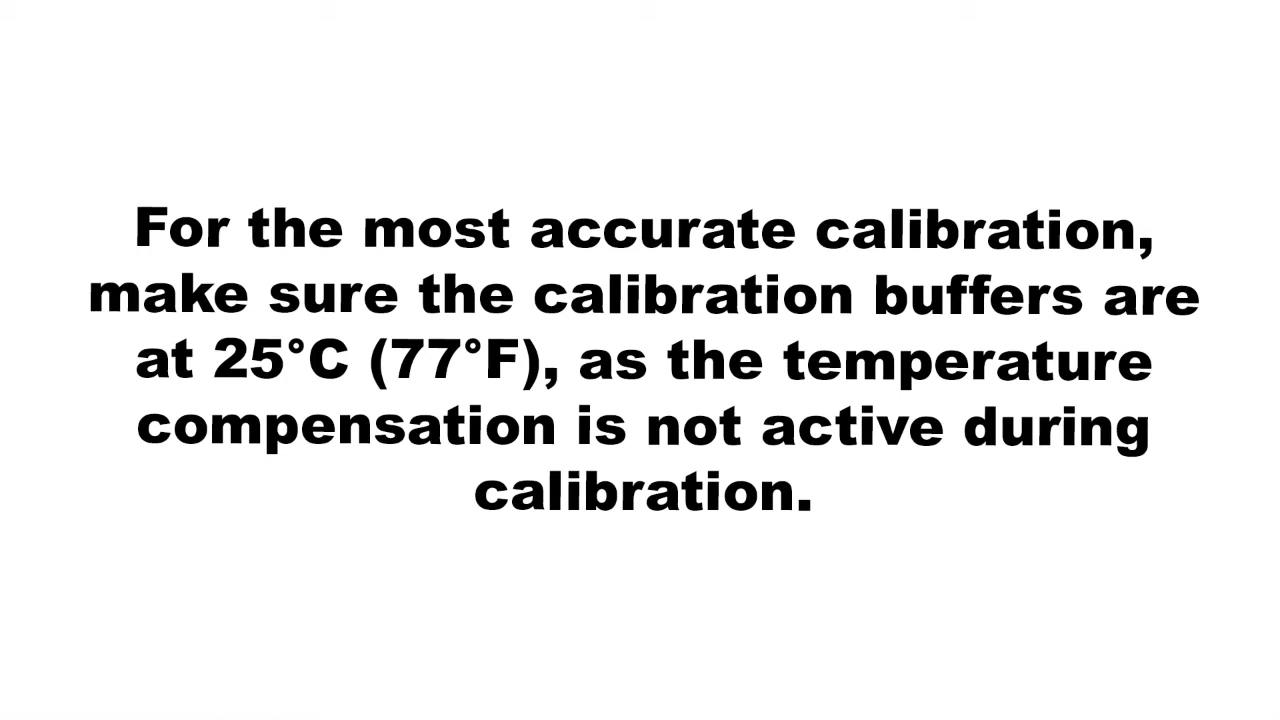 For the most accurate calibration,
make sure the calibration buffers are
at 25°C (77°F), as the temperature
compensation is not active during
calibration.